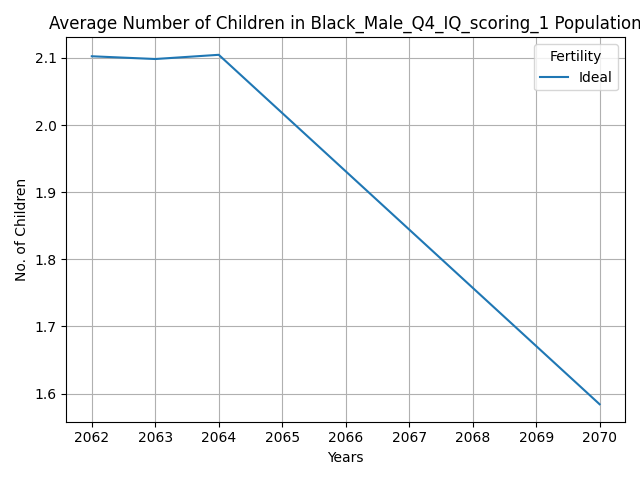 Average Number of Children in Black_Male_Q4_IQ_scoring_1 Population
Fertility
Ideal
2.1
2.0
1.9
1.8
1.7
1.6
No. of Children
2062 2063 2064 2065 2066 2067 2068 2069 2070
Years